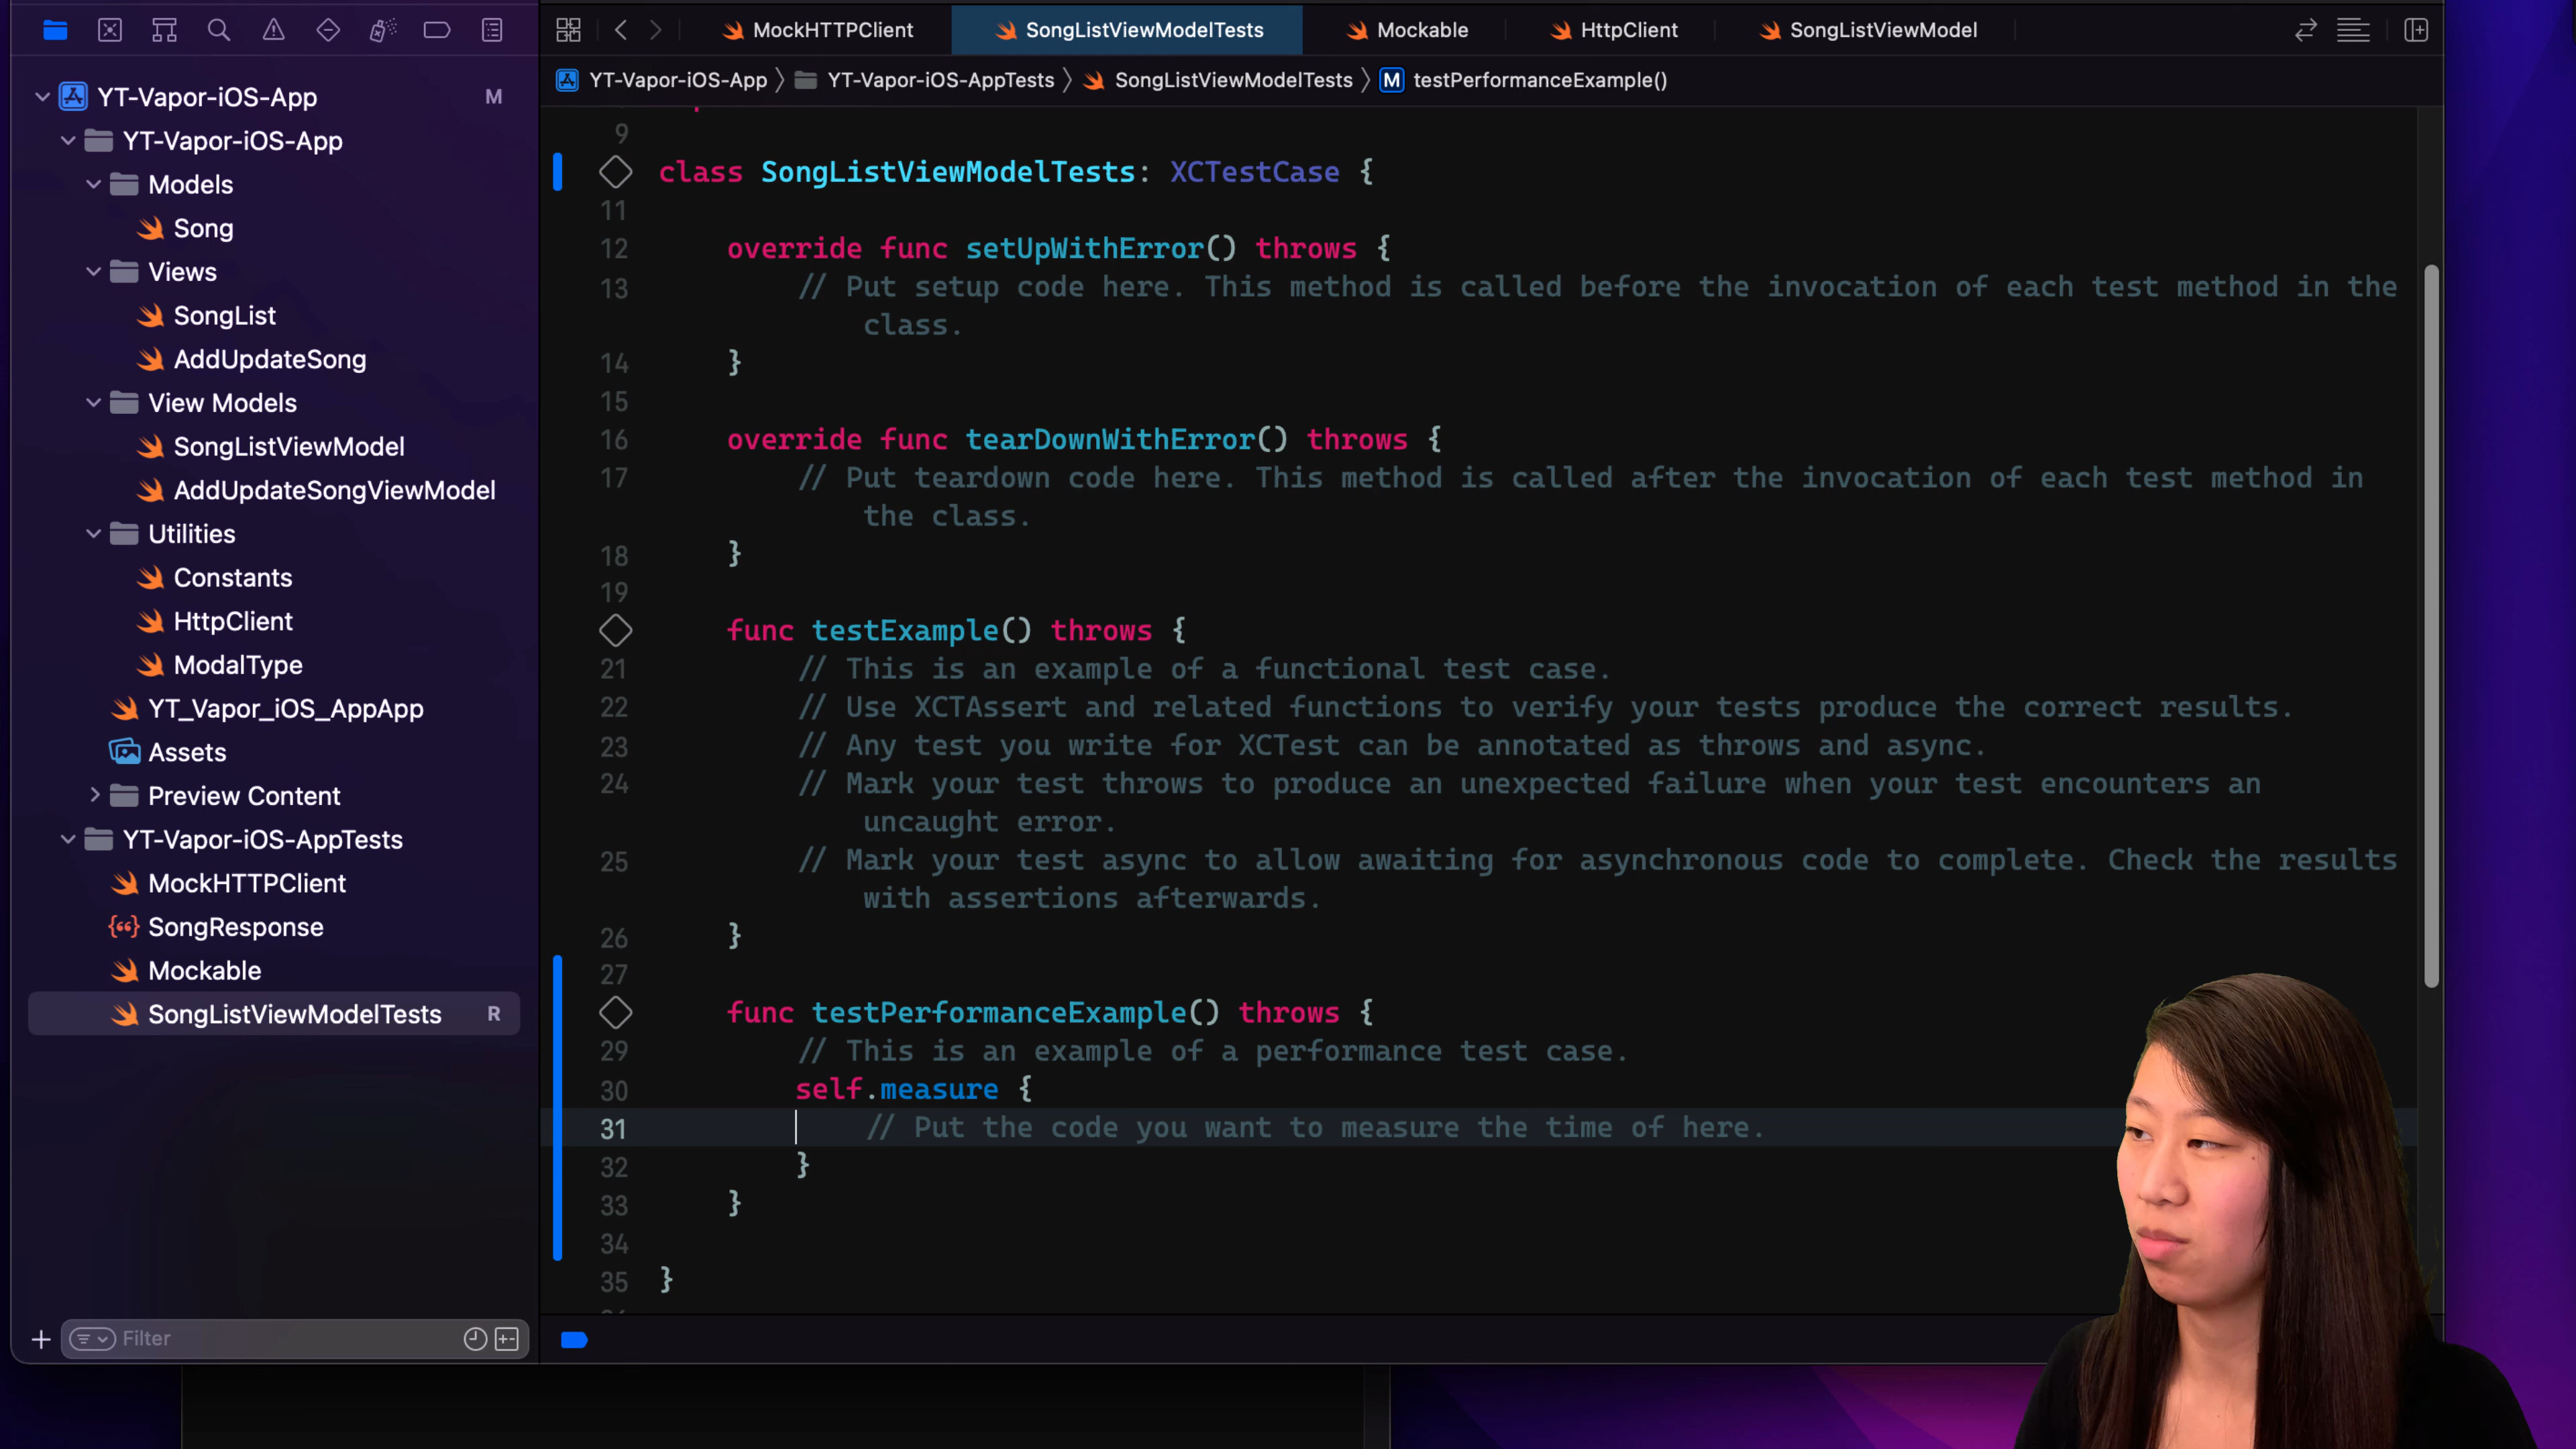 MockHTTPClient
SongListViewModelTests
Mockable
HttpClient
SongListViewModel
YT-Vapor-iOS-App
YT-Vapor-iOS-AppTests
SongListViewModelTests
M
testPerformanceExample()
YT-Vapor-iOS-App M
YT-Vapor-iOS-App
Models
Song
Views
SongList
AddUpdateSong
View Models
SongListViewModel
AddUpdateSongViewModel
Utilities
Constants
HttpClient
ModalType
YT_Vapor_iOS_AppApp
Assets
Preview Content
YT-Vapor-iOS-AppTests
MockHTTPClient
SongResponse
Mockable
SongListViewModelTests R
Filter
9
class SongListViewModelTests: XCTestCase {
11
12 override func setUpWithError() throws {
13 // Put setup code here. This method is called before the invocation of each test method in the
class.
14 }
15
16 override func tearDownWithError() throws {
17 // Put teardown code here. This method is called after the invocation of each test method in
the class.
18 }
19
func testExample() throws {
21 // This is an example of a functional test case.
22 // Use XCTAssert and related functions to verify your tests produce the correct results.
23 // Any test you write for XCTest can be annotated as throws and async.
24 // Mark your test throws to produce an unexpected failure when your test encounters an
uncaught error.
25 // Mark your test async to allow awaiting for asynchronous code to complete. Check the results
with assertions afterwards.
26 }
27
func testPerformanceExample() throws {
29 // This is an example of a performance test case.
30 self.measure {
31 // Put the code you want to measure the time of here.
32 }
33 }
34
35 }